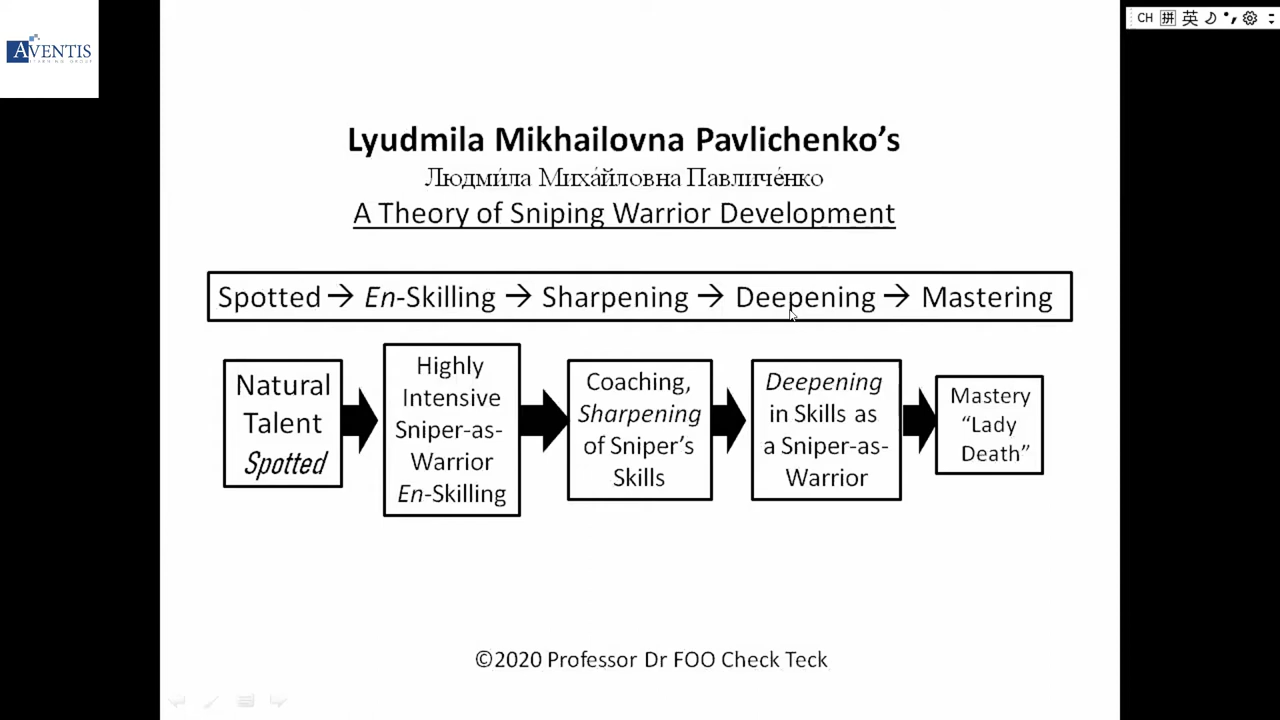 CH 拼 英
AVENTIS
LEARNING GROUP
Lyudmila Mikhailovna Pavlichenko’s
Людми́ла Миха́йловна Павличе́нко
A Theory of Sniping Warrior Development
Spotted → En-Skilling → Sharpening → Deepening → Mastering
Natural
Talent
Spotted
Highly
Intensive
Sniper-as-
Warrior
En-Skilling
Coaching,
Sharpening
of Sniper’s
Skills
Deepening
in Skills as
a Sniper-as-
Warrior
Mastery
“Lady
Death”
©2020 Professor Dr FOO Check Teck